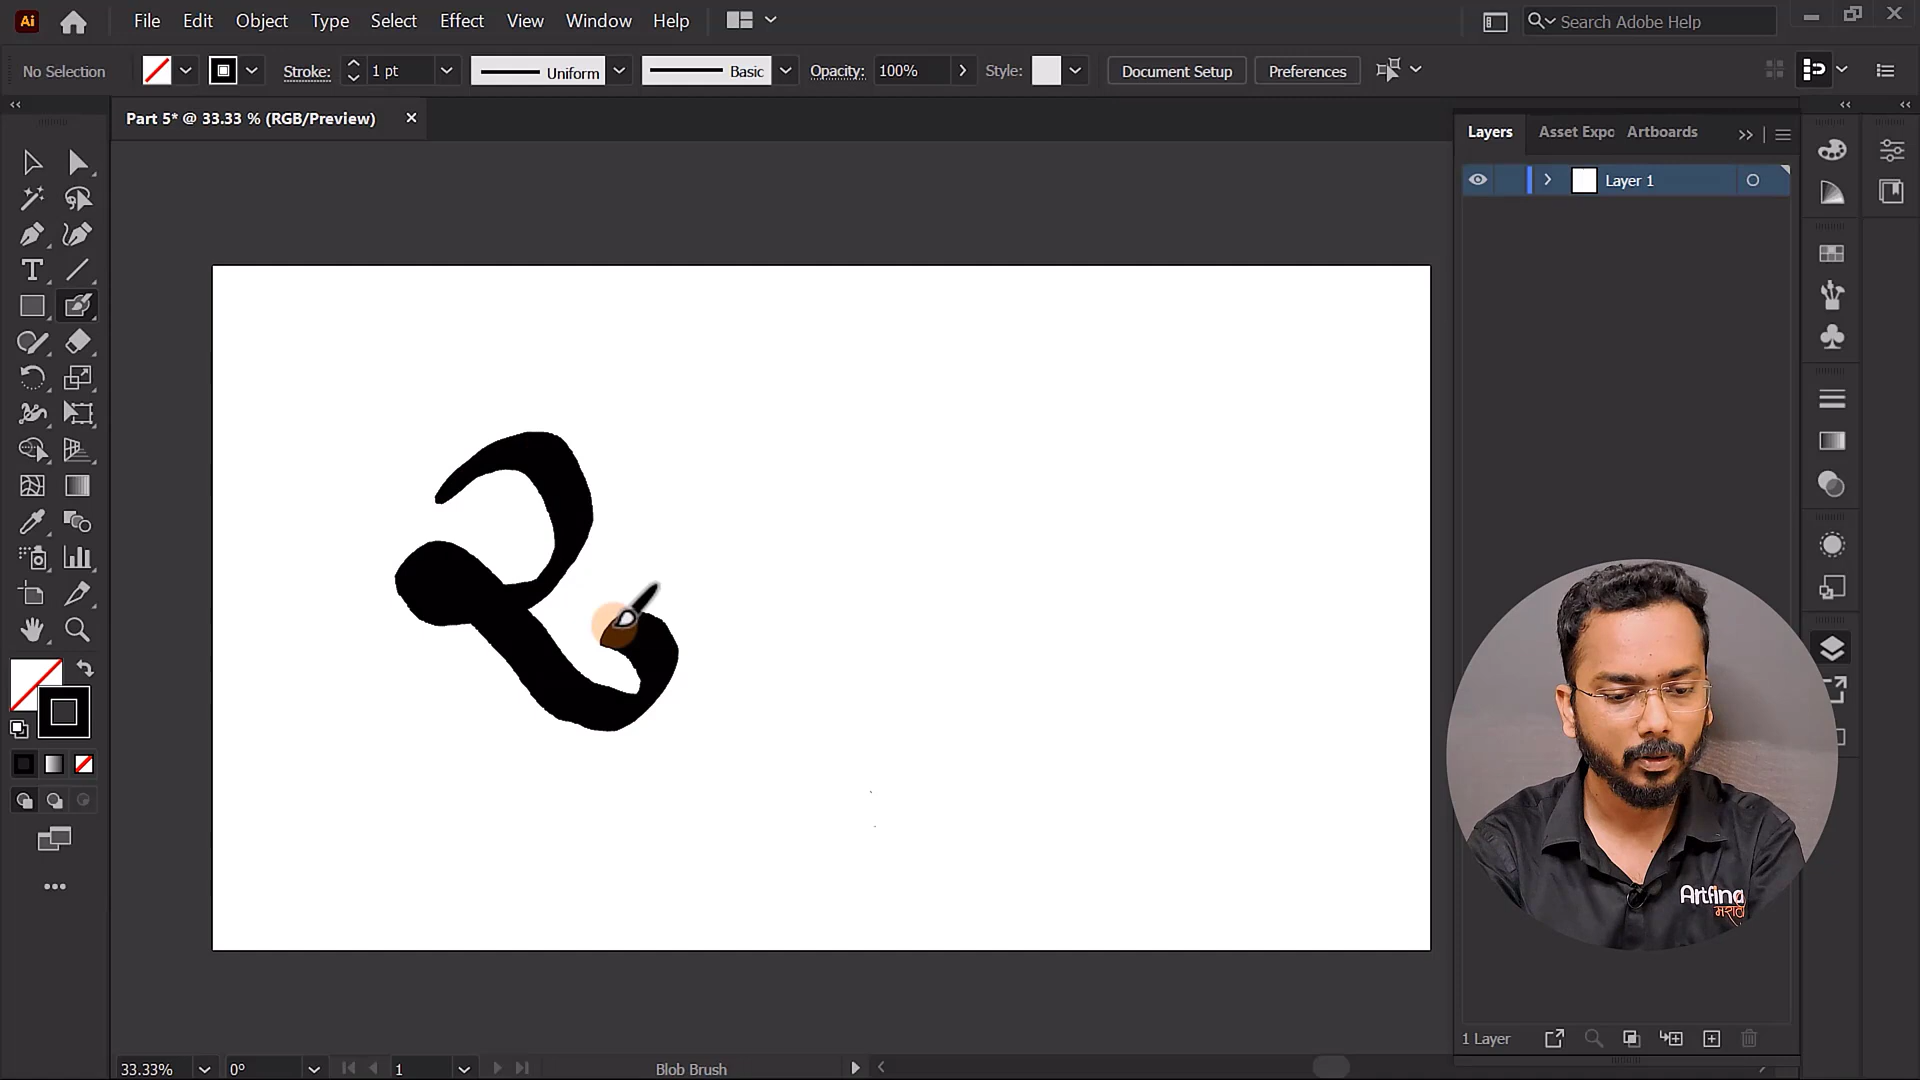 Ai File Edit Object Type Select Effect View Window Help Search Adobe Help
No Selection Stroke: 1 pt Uniform Basic Opacity: 100% Style: Document Setup Preferences
Part 5* @ 33.33 % (RGB/Preview)
Layers Asset Expo Artboards
Layer 1
र
Artfina
मराठी
1 Layer
33.33% 0° 1 Blob Brush